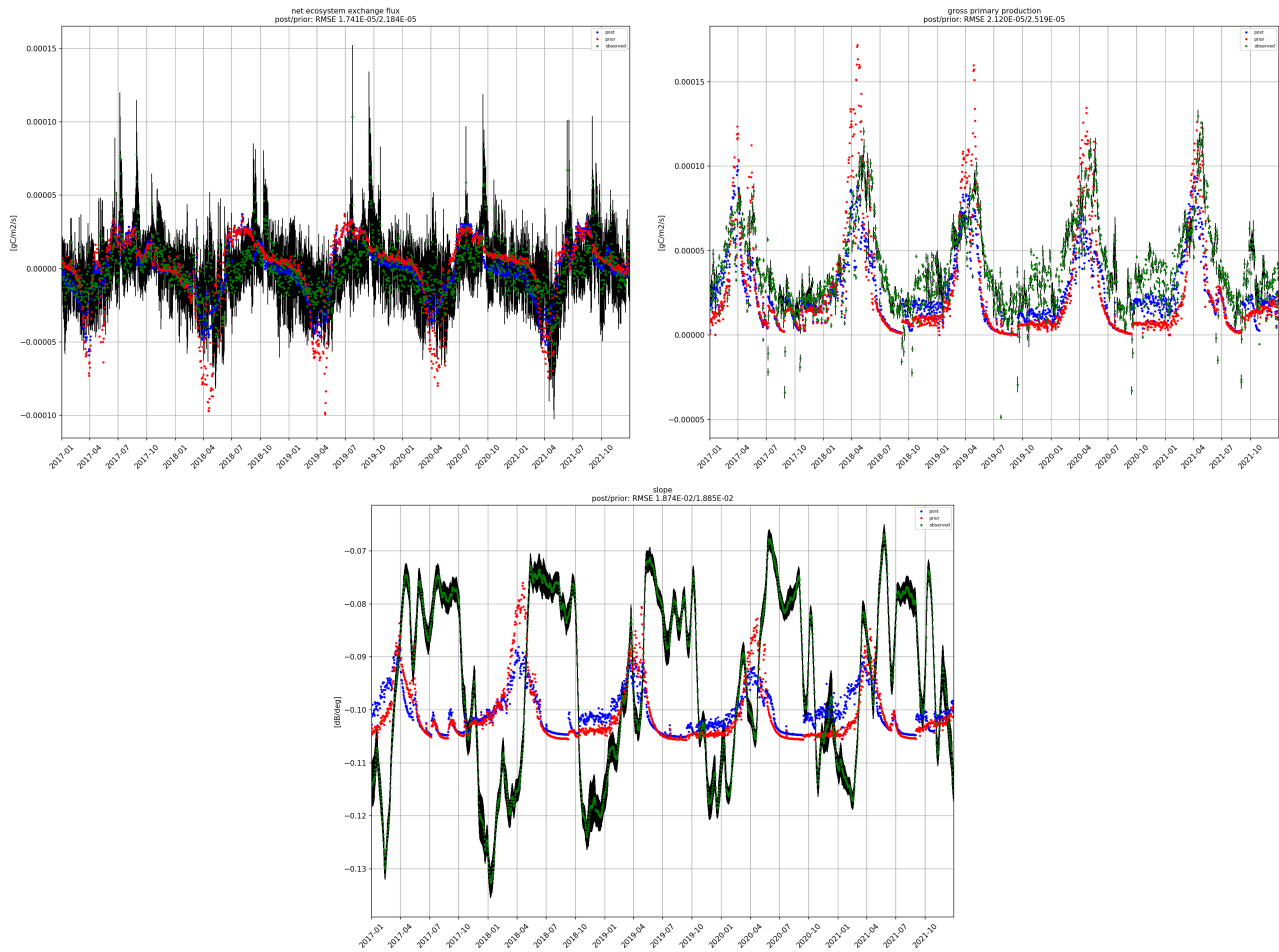 net ecosystem exchange flux
post/prior: RMSE 1.741E-05/2.184E-05
[gC/m2/s]
0.00015
0.00010
0.00005
0.00000
−0.00005
−0.00010
post
prior
observed
2017-01 2017-04 2017-07 2017-10 2018-01 2018-04 2018-07 2018-10 2019-01 2019-04 2019-07 2019-10 2020-01 2020-04 2020-07 2020-10 2021-01 2021-04 2021-07 2021-10
gross primary production
post/prior: RMSE 2.120E-05/2.519E-05
[gC/m2/s]
0.00015
0.00010
0.00005
0.00000
−0.00005
post
prior
observed
2017-01 2017-04 2017-07 2017-10 2018-01 2018-04 2018-07 2018-10 2019-01 2019-04 2019-07 2019-10 2020-01 2020-04 2020-07 2020-10 2021-01 2021-04 2021-07 2021-10
slope
post/prior: RMSE 1.874E-02/1.885E-02
[dB/deg]
−0.07
−0.08
−0.09
−0.10
−0.11
−0.12
−0.13
post
prior
observed
2017-01 2017-04 2017-07 2017-10 2018-01 2018-04 2018-07 2018-10 2019-01 2019-04 2019-07 2019-10 2020-01 2020-04 2020-07 2020-10 2021-01 2021-04 2021-07 2021-10